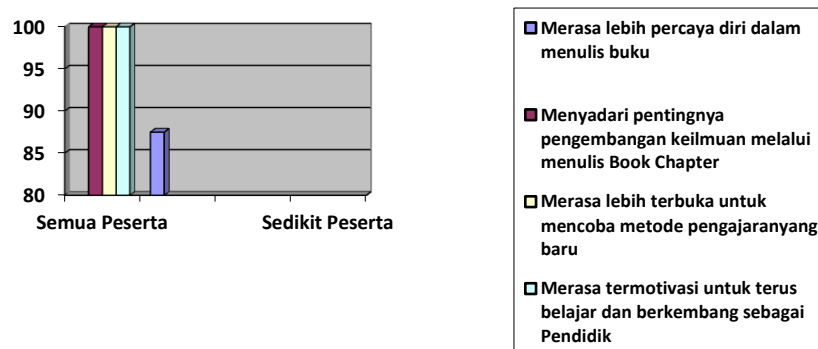 100
95
90
85
80
Semua Peserta
Sedikit Peserta
Merasa lebih percaya diri dalam
menulis buku
Menyadari pentingnya
pengembangan keilmuan melalui
menulis Book Chapter
Merasa lebih terbuka untuk
mencoba metode pengajaranyang
baru
Merasa termotivasi untuk terus
belajar dan berkembang sebagai
Pendidik